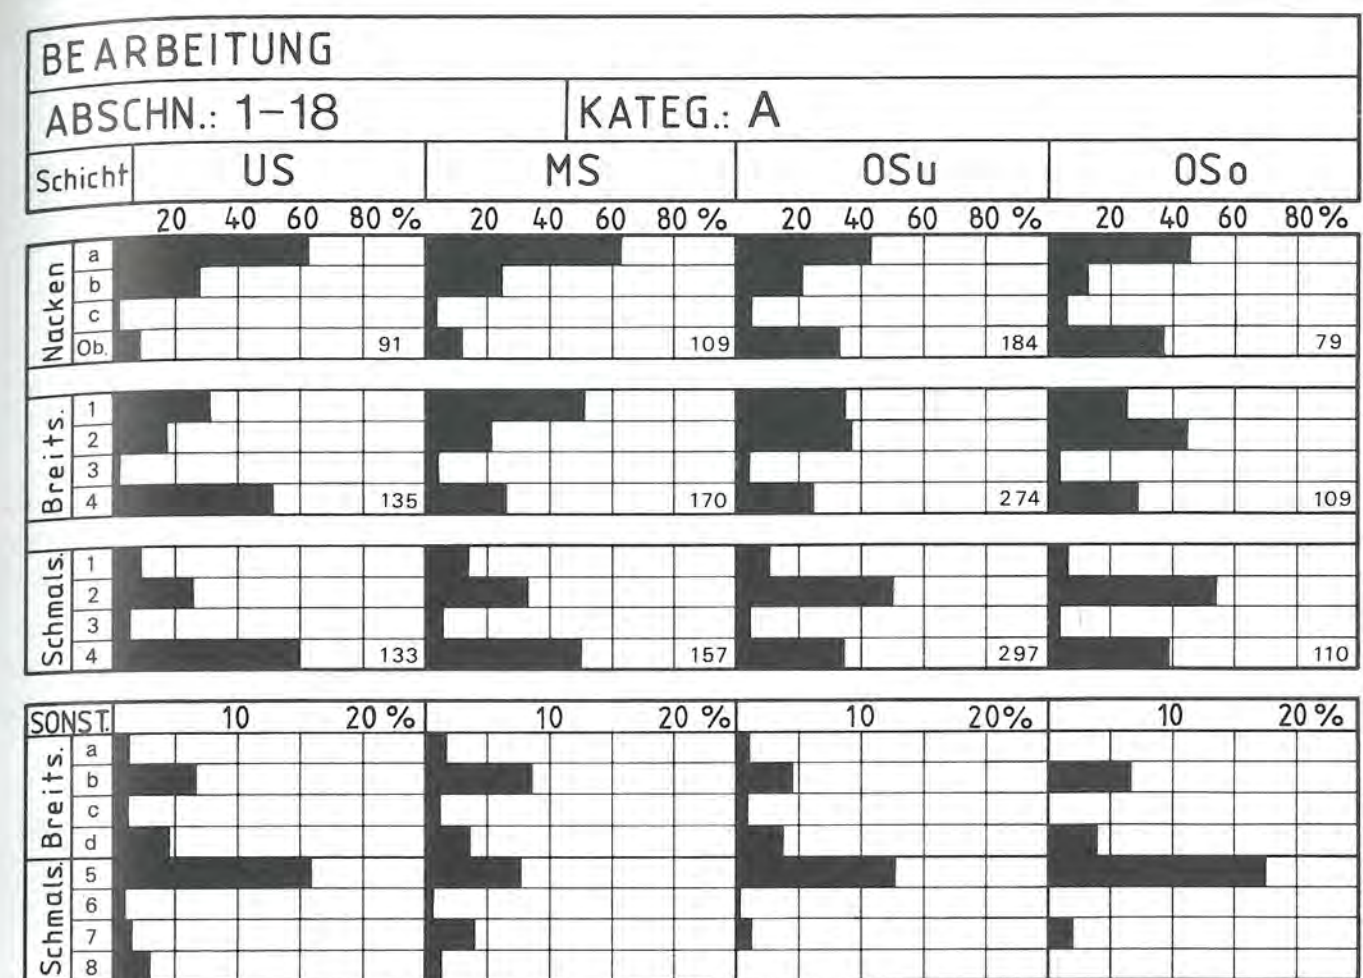 BEARBEITUNG
ABSCHN.: 1-18 KATEG.: A
Schicht US MS OSu OSo
20 40 60 80 % 20 40 60 80 % 20 40 60 80 % 20 40 60 80 %
Nacken
a
b
c
Ob. 91 109 184 79
Breits.
1
2
3
4 135 170 274 109
Schmals.
1
2
3
4 133 157 297 110
SONST. 10 20 % 10 20 % 10 20 % 10 20 %
Breits.
a
b
c
d
Schmals.
5
6
7
8